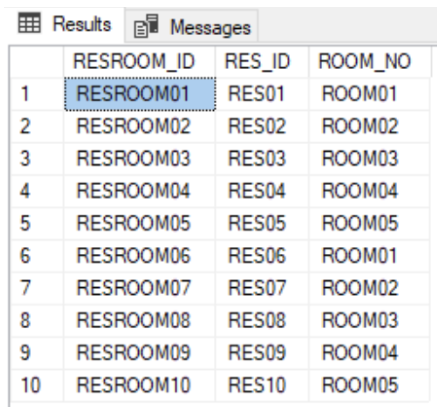 Results Messages
RESROOM_ID RES_ID ROOM_NO
1 RESROOM01 RES01 ROOM01
2 RESROOM02 RES02 ROOM02
3 RESROOM03 RES03 ROOM03
4 RESROOM04 RES04 ROOM04
5 RESROOM05 RES05 ROOM05
6 RESROOM06 RES06 ROOM01
7 RESROOM07 RES07 ROOM02
8 RESROOM08 RES08 ROOM03
9 RESROOM09 RES09 ROOM04
10 RESROOM10 RES10 ROOM05